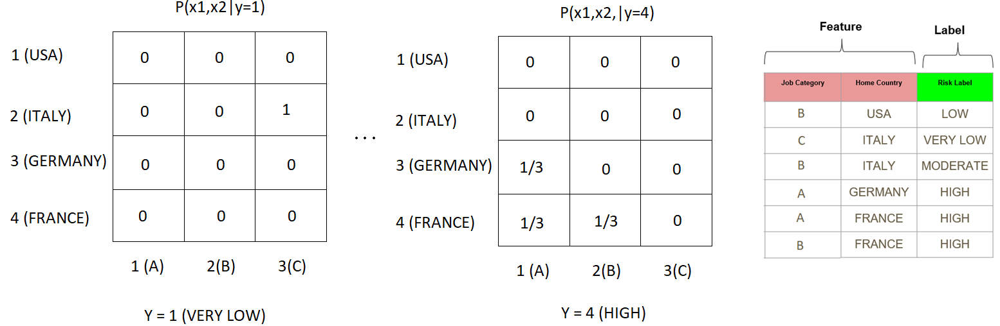 P(x1,x2|y=1)
1 (USA) 0 0 0
2 (ITALY) 0 0 1
3 (GERMANY) 0 0 0
4 (FRANCE) 0 0 0
1 (A) 2(B) 3(C)
Y = 1 (VERY LOW)
...
P(x1,x2,|y=4)
1 (USA) 0 0 0
2 (ITALY) 0 0 0
3 (GERMANY) 1/3 0 0
4 (FRANCE) 1/3 1/3 0
1 (A) 2(B) 3(C)
Y = 4 (HIGH)
Feature Label
Job Category Home Country Risk Label
B USA LOW
C ITALY VERY LOW
B ITALY MODERATE
A GERMANY HIGH
A FRANCE HIGH
B FRANCE HIGH